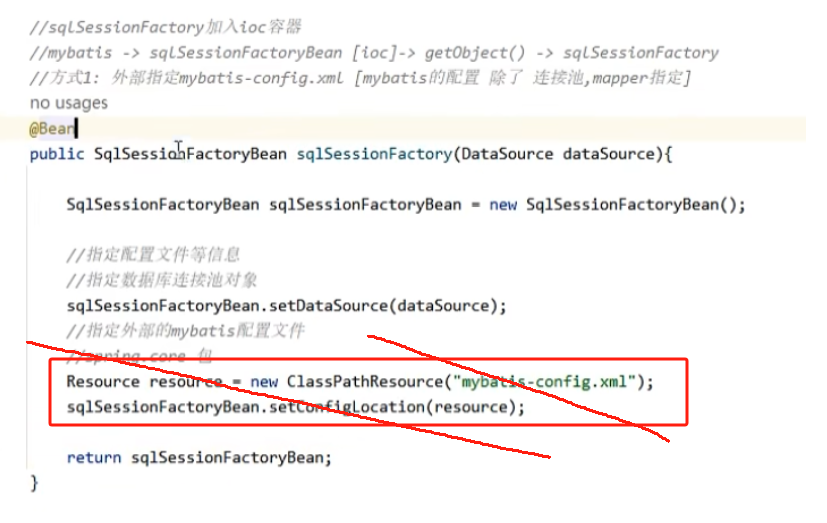 //sqlSessionFactory加入ioc容器
//mybatis -> sqlSessionFactoryBean [ioc]-> getObject() -> sqlSessionFactory
//方式1: 外部指定mybatis-config.xml [mybatis的配置 除了 连接池,mapper指定]
no usages
@Bean
public SqlSessionFactoryBean sqlSessionFactory(DataSource dataSource){
SqlSessionFactoryBean sqlSessionFactoryBean = new SqlSessionFactoryBean();
//指定配置文件等信息
//指定数据库连接池对象
sqlSessionFactoryBean.setDataSource(dataSource);
//指定外部的mybatis配置文件
//spring.core 包
Resource resource = new ClassPathResource("mybatis-config.xml");
sqlSessionFactoryBean.setConfigLocation(resource);
return sqlSessionFactoryBean;
}